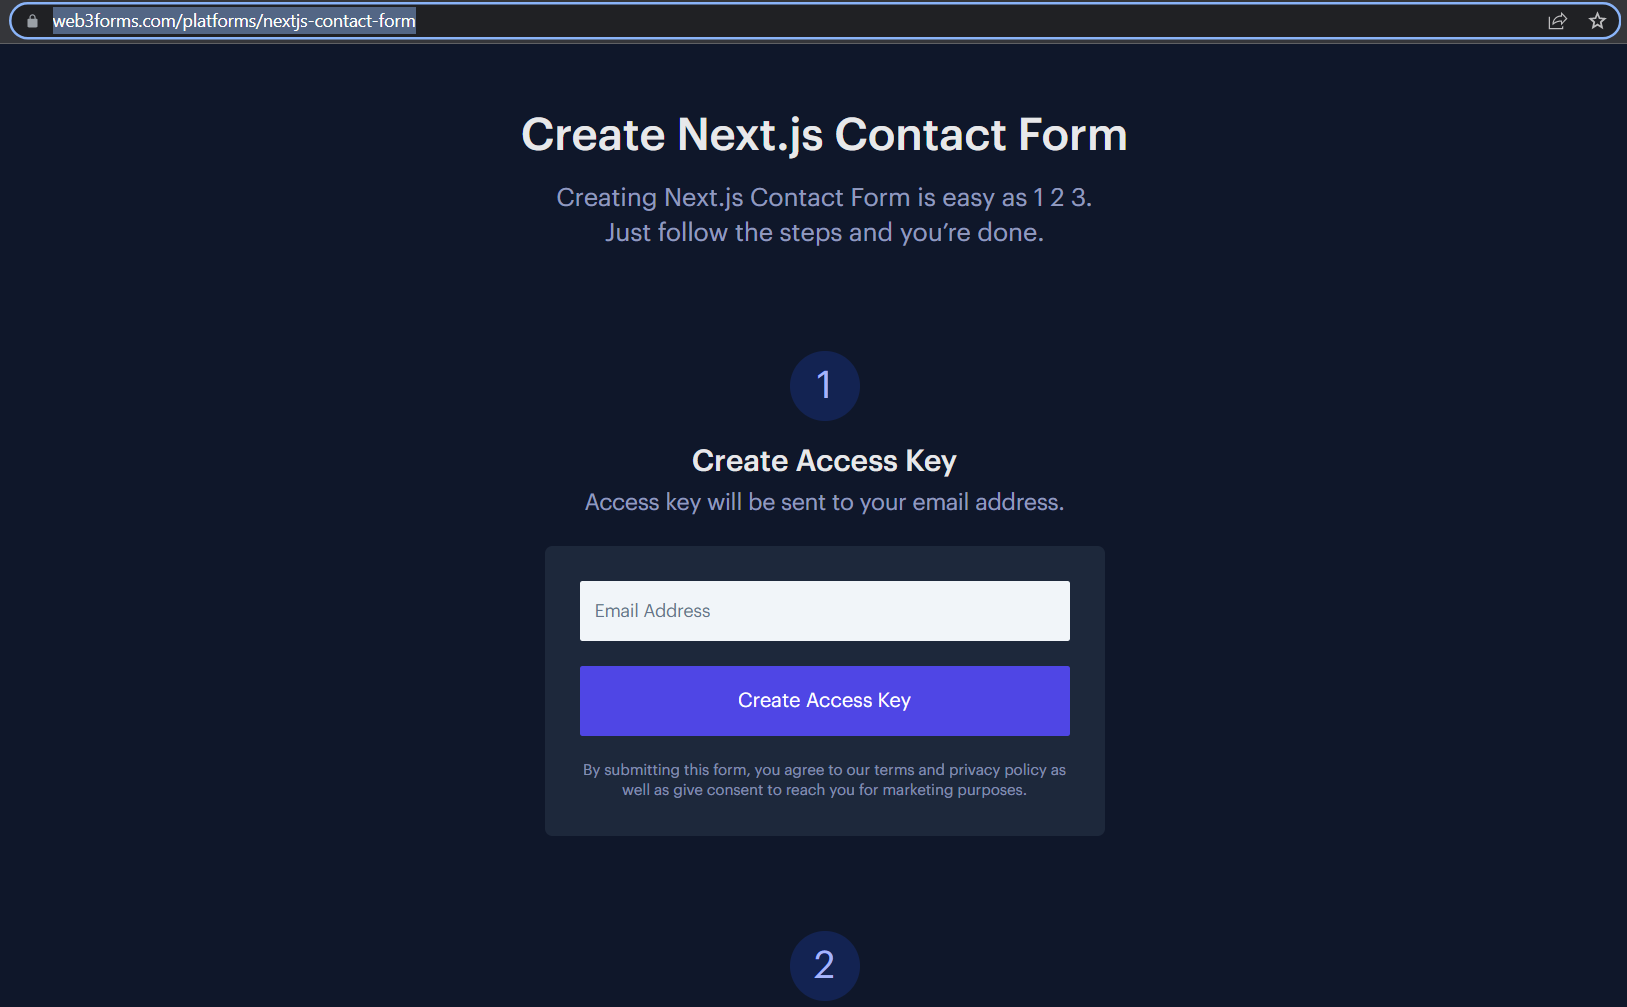 web3forms.com/platforms/nextjs-contact-form
Create Next.js Contact Form
Creating Next.js Contact Form is easy as 1 2 3.
Just follow the steps and you’re done.
1
Create Access Key
Access key will be sent to your email address.
Email Address
Create Access Key
By submitting this form, you agree to our terms and privacy policy as
well as give consent to reach you for marketing purposes.
2